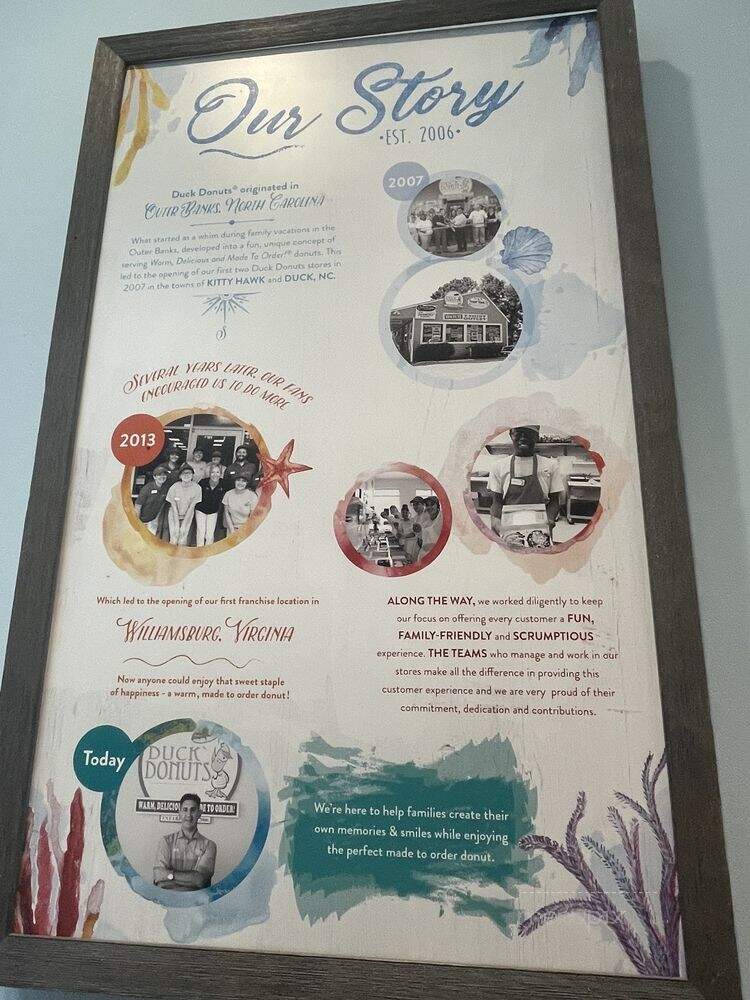 Our Story
•EST. 2006•
Duck Donuts® originated in
OUTER BANKS, NORTH CAROLINA
What started as a whim during family vacations in the
Outer Banks, developed into a fun, unique concept of
serving Warm, Delicious and Made To Order!® donuts. This
led to the opening of our first two Duck Donuts stores in
2007 in the towns of KITTY HAWK and DUCK, NC.
2007
SEVERAL YEARS LATER, OUR FANS
ENCOURAGED US TO DO MORE
2013
Which led to the opening of our first franchise location in
WILLIAMSBURG, VIRGINIA
Now anyone could enjoy that sweet staple
of happiness - a warm, made to order donut!
ALONG THE WAY, we worked diligently to keep
our focus on offering every customer a FUN,
FAMILY-FRIENDLY and SCRUMPTIOUS
experience. THE TEAMS who manage and work in our
stores make all the difference in providing this
customer experience and we are very proud of their
commitment, dedication and contributions.
Today
DUCK
DONUTS
WARM, DELICIOUS DE TO ORDER!
We're here to help families create their
own memories & smiles while enjoying
the perfect made to order donut.